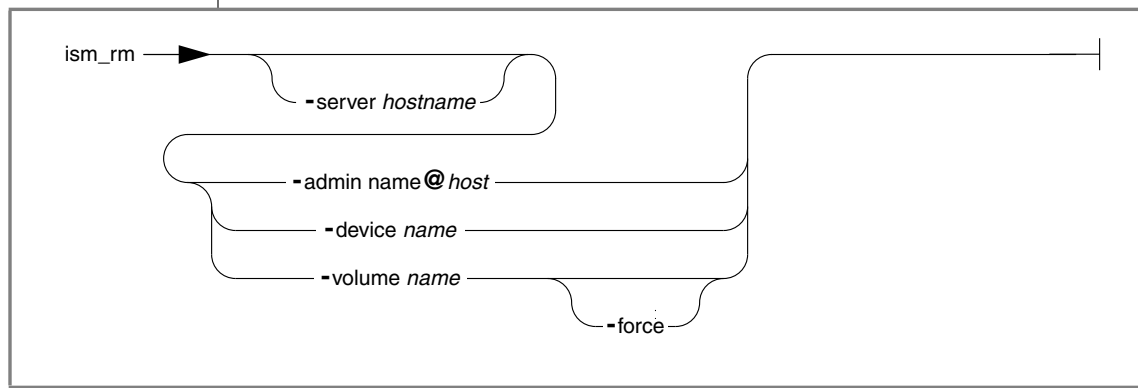 ism_rm
-server hostname
-admin name@host
-device name
-volume name
-force